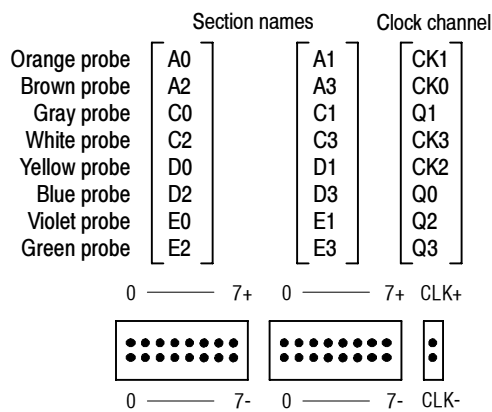 Section names Clock channel
Orange probe A0 A1 CK1
Brown probe A2 A3 CK0
Gray probe C0 C1 Q1
White probe C2 C3 CK3
Yellow probe D0 D1 CK2
Blue probe D2 D3 Q0
Violet probe E0 E1 Q2
Green probe E2 E3 Q3
0 7+ 0 7+ CLK+
0 7- 0 7- CLK-